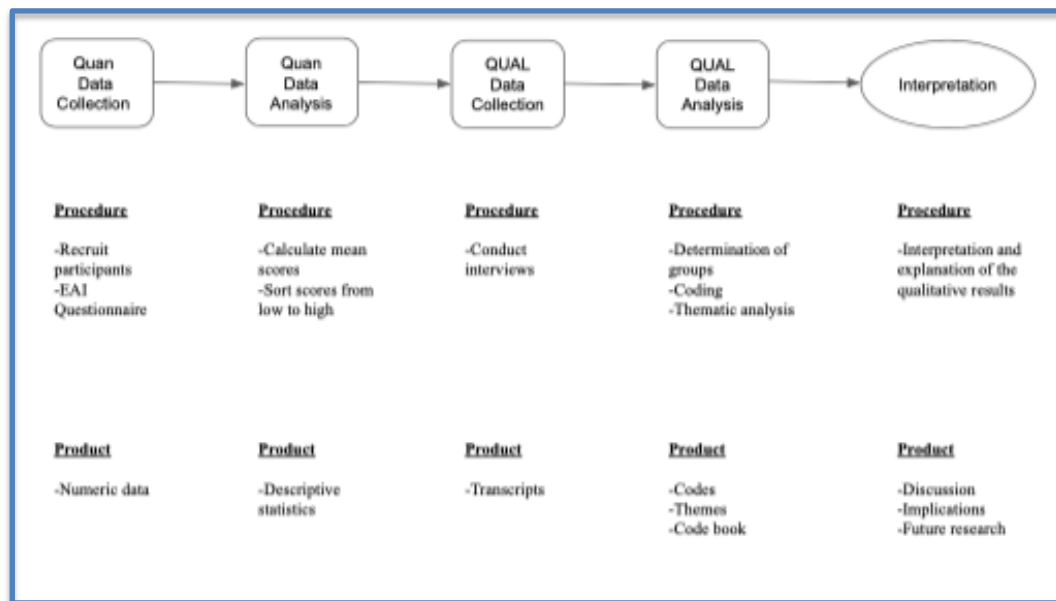 Quan
Data
Collection
Quan
Data
Analysis
QUAL
Data
Collection
QUAL
Data
Analysis
Interpretation
Procedure
-Recruit
participants
-EAI
Questionnaire
Procedure
-Calculate mean
scores
-Sort scores from
low to high
Procedure
-Conduct
interviews
Procedure
-Determination of
groups
-Coding
-Thematic analysis
Procedure
-Interpretation and
explanation of the
qualitative results
Product
-Numeric data
Product
-Descriptive
statistics
Product
-Transcripts
Product
-Codes
-Themes
-Code book
Product
-Discussion
-Implications
-Future research